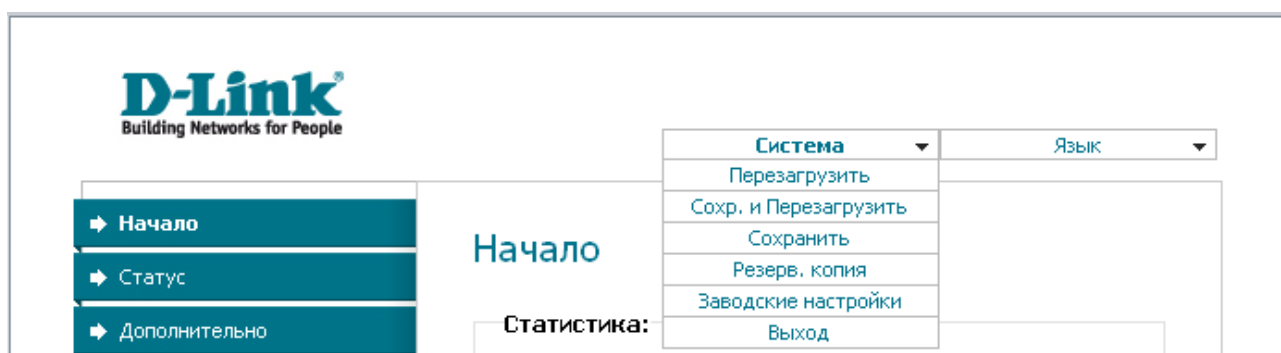 D-Link®
Building Networks for People
Система
Язык
Перезагрузить
Сохр. и Перезагрузить
Сохранить
Резерв. копия
Заводские настройки
Выход
Начало
Статус
Дополнительно
Начало
Статистика: